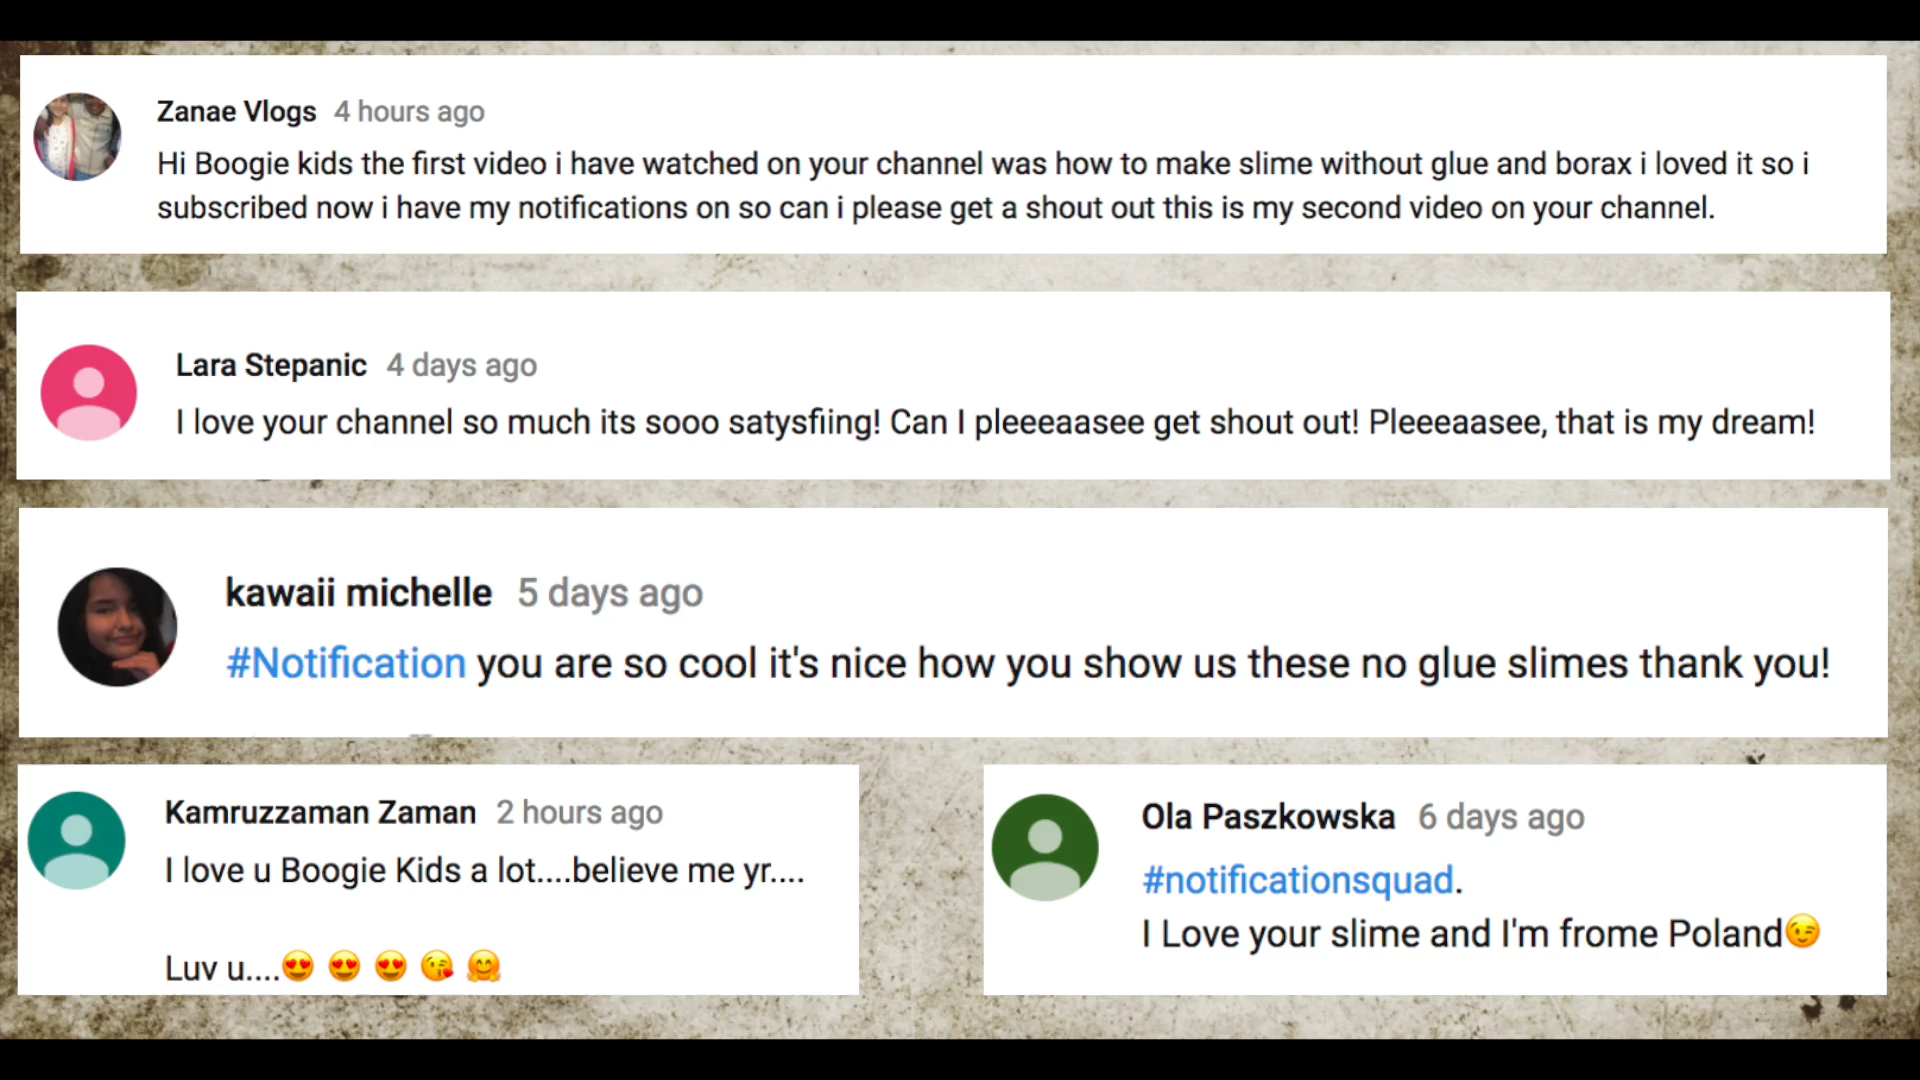 Zanae Vlogs 4 hours ago
Hi Boogie kids the first video i have watched on your channel was how to make slime without glue and borax i loved it so i
subscribed now i have my notifications on so can i please get a shout out this is my second video on your channel.
Lara Stepanic 4 days ago
I love your channel so much its sooo satysfiing! Can I pleeeaasee get shout out! Pleeeaasee, that is my dream!
kawaii michelle 5 days ago
#Notification you are so cool it's nice how you show us these no glue slimes thank you!
Kamruzzaman Zaman 2 hours ago
I love u Boogie Kids a lot....believe me yr....
Luv u....😍 😍 😍 😘 🤗
Ola Paszkowska 6 days ago
#notificationsquad.
I Love your slime and I'm frome Poland😉